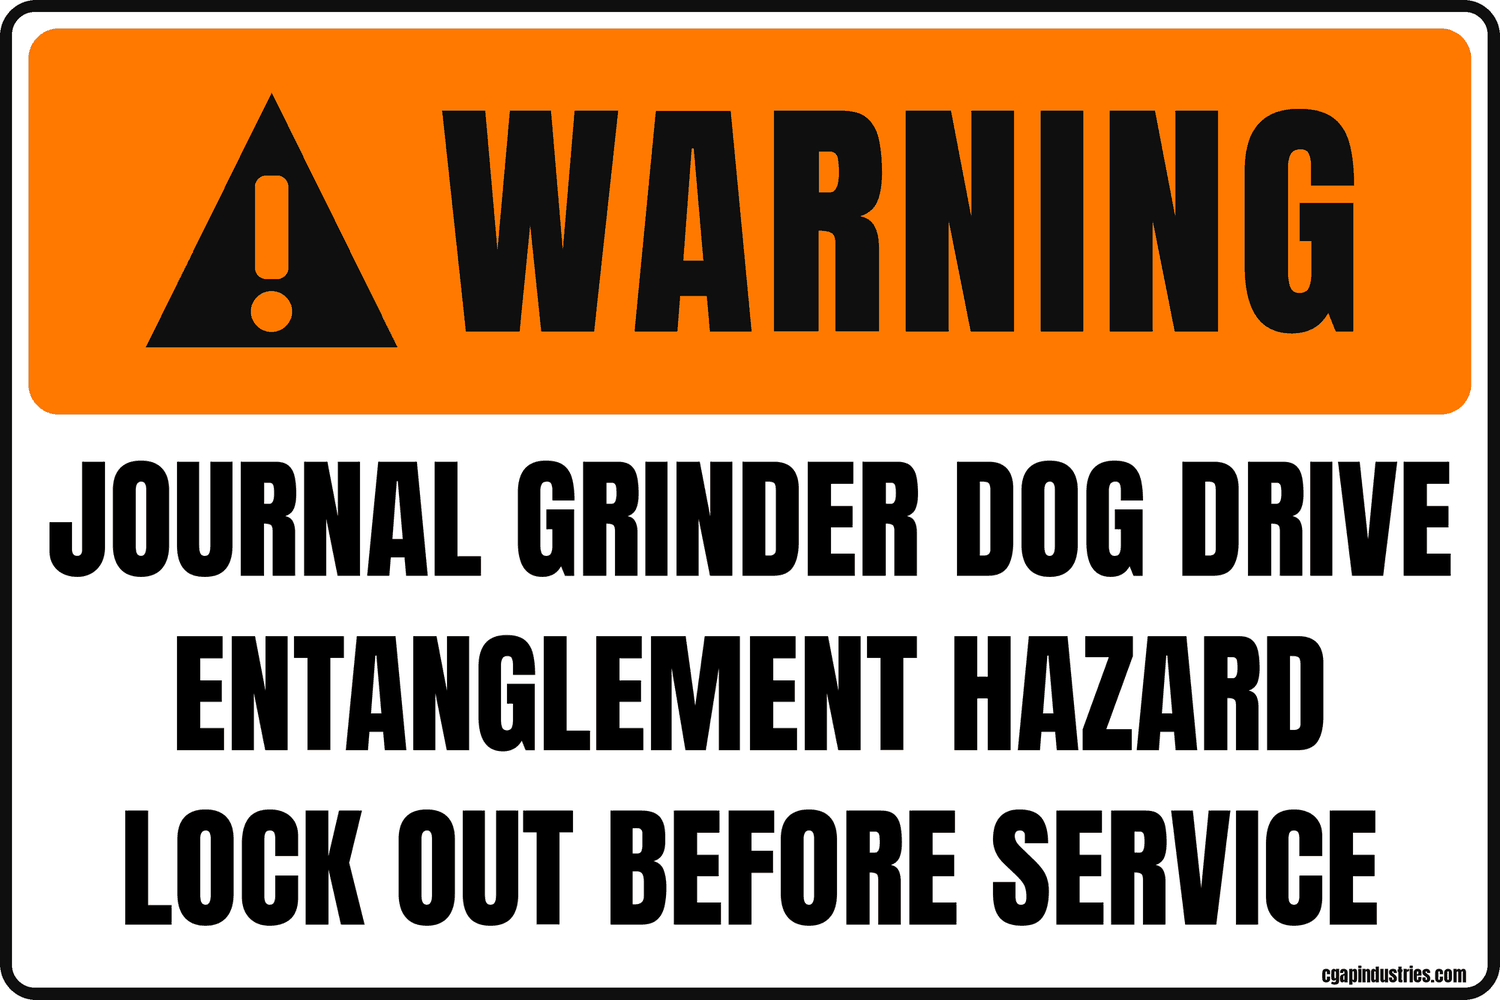 WARNING
JOURNAL GRINDER DOG DRIVE
ENTANGLEMENT HAZARD
LOCK OUT BEFORE SERVICE
cgapindustries.com